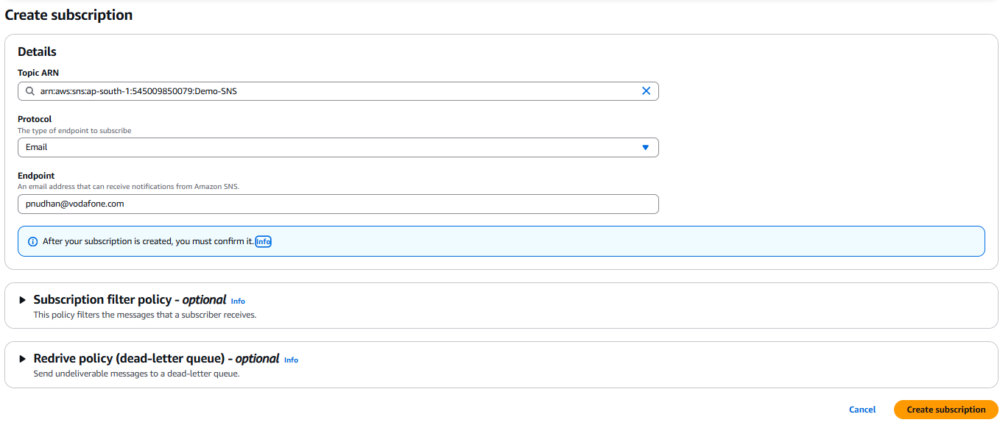 Create subscription
Details
Topic ARN
arn:aws:sns:ap-south-1:545009850079:Demo-SNS
Protocol
The type of endpoint to subscribe
Email
Endpoint
An email address that can receive notifications from Amazon SNS.
pnudhan@vodafone.com
After your subscription is created, you must confirm it. Info
Subscription filter policy - optional Info
This policy filters the messages that a subscriber receives.
Redrive policy (dead-letter queue) - optional Info
Send undeliverable messages to a dead-letter queue.
Cancel Create subscription